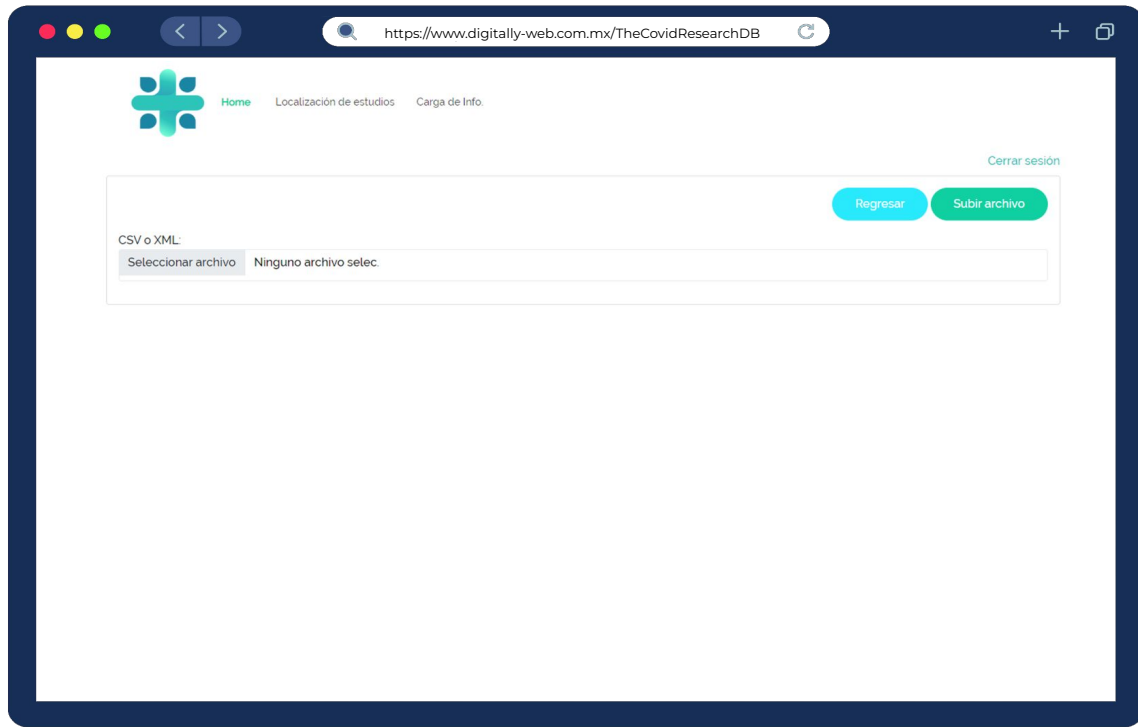 https://www.digitally-web.com.mx/TheCovidResearchDB
Home Localización de estudios Carga de Info.
Cerrar sesión
Regresar Subir archivo
CSV o XML:
Seleccionar archivo Ninguno archivo selec.